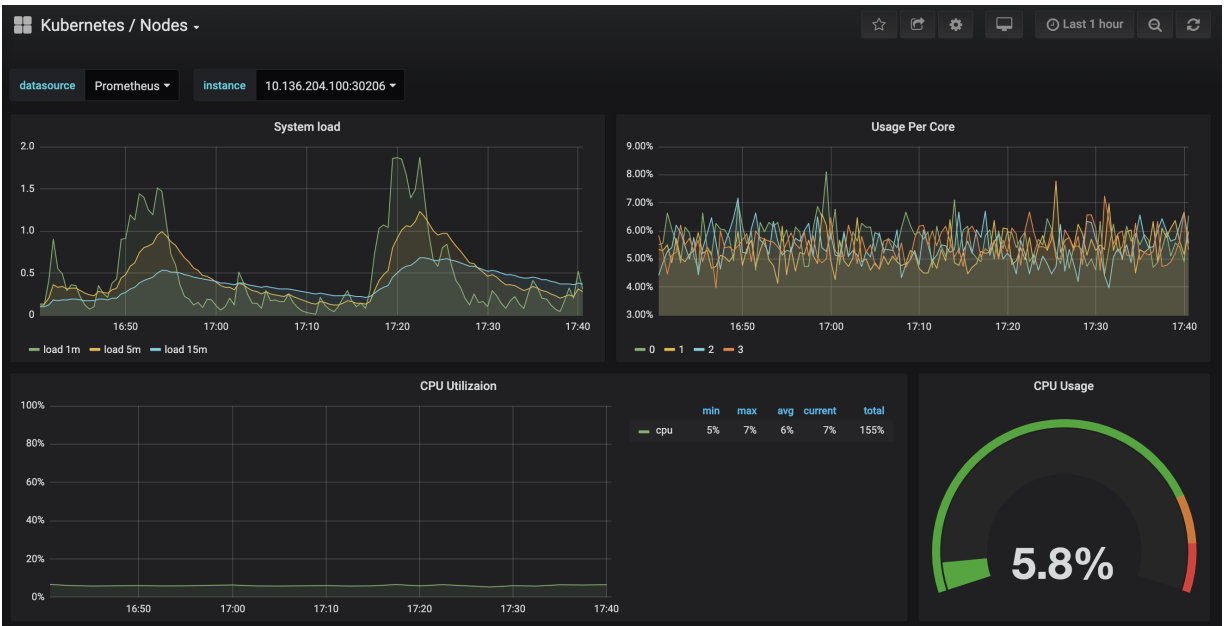 Kubernetes / Nodes
Last 1 hour
datasource Prometheus instance 10.136.204.100:30206
System load
2.0
1.5
1.0
0.5
0
16:50 17:00 17:10 17:20 17:30 17:40
load 1m load 5m load 15m
Usage Per Core
9.00%
8.00%
7.00%
6.00%
5.00%
4.00%
3.00%
16:50 17:00 17:10 17:20 17:30 17:40
0 1 2 3
CPU Utilizaion
100%
80%
60%
40%
20%
0%
16:50 17:00 17:10 17:20 17:30 17:40
min max avg current total
cpu 5% 7% 6% 7% 155%
CPU Usage
5.8%